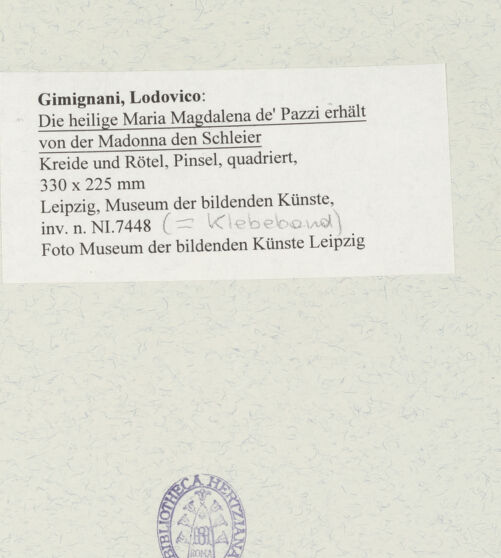 Gimignani, Lodovico:
Die heilige Maria Magdalena de' Pazzi erhält
von der Madonna den Schleier
Kreide und Rötel, Pinsel, quadriert,
330 x 225 mm
Leipzig, Museum der bildenden Künste,
inv. n. NI.7448 (= Klebeband)
Foto Museum der bildenden Künste Leipzig
BIBLIOTHECA HERTZIANA
ROMA